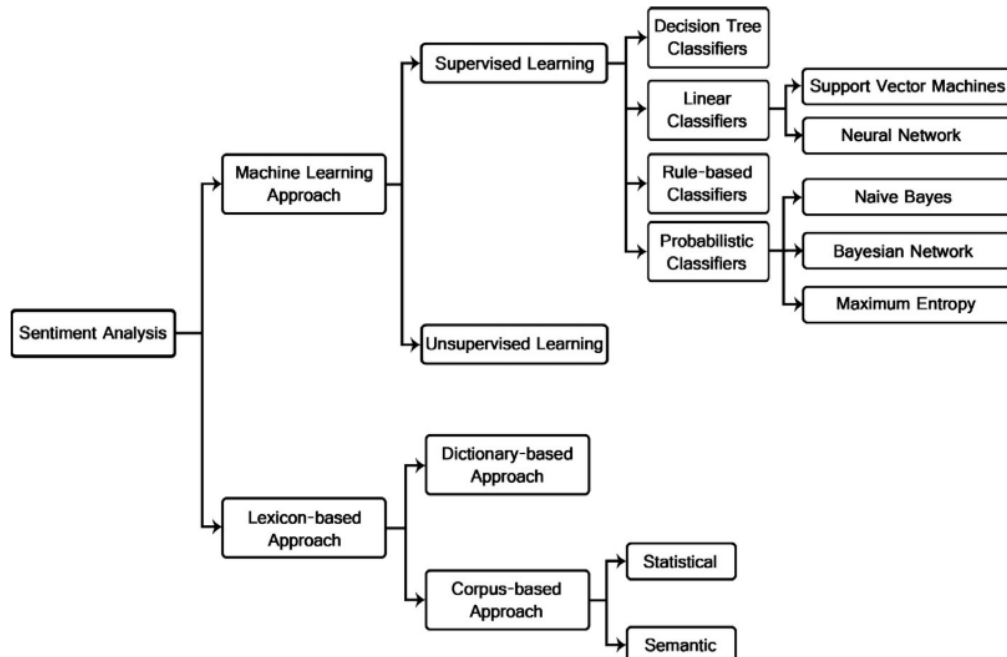 Decision Tree
Classifiers
Supervised Learning
Support Vector Machines
Linear
Classifiers
Neural Network
Machine Learning
Approach
Rule-based
Classifiers
Naive Bayes
Probabilistic
Classifiers
Bayesian Network
Maximum Entropy
Sentiment Analysis
Unsupervised Learning
Dictionary-based
Approach
Lexicon-based
Approach
Statistical
Corpus-based
Approach
Semantic